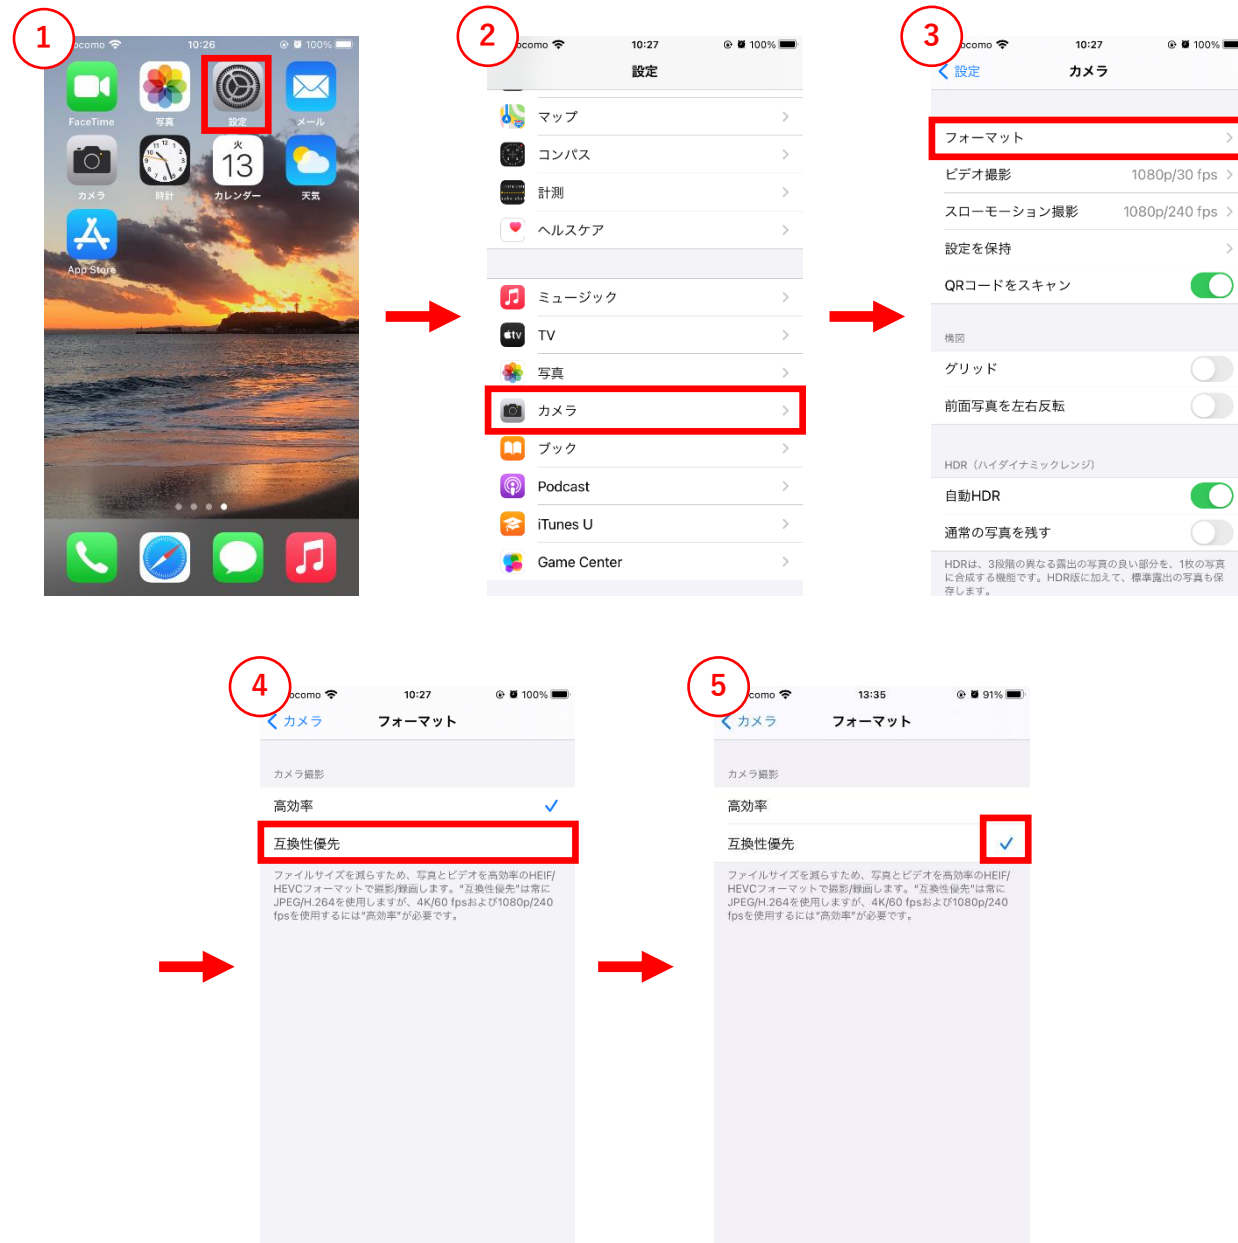 1
ocomo 10:26 100%
FaceTime 写真 設定 メール
火
13
12
カメラ 時計 カレンダー 天気
App Store
2
ocomo 10:27 100%
設定
マップ
コンパス
計測
ヘルスケア
ミュージック
tv TV
写真
カメラ
ブック
Podcast
iTunes U
Game Center
3
ocomo 10:27 100%
設定 カメラ
フォーマット
ビデオ撮影 1080p/30 fps
スローモーション撮影 1080p/240 fps
設定を保持
QRコードをスキャン
構図
グリッド
前面写真を左右反転
HDR（ハイダイナミックレンジ）
自動HDR
通常の写真を残す
HDRは、3段階の異なる露出の写真の良い部分を、1枚の写真
に合成する機能です。HDR版に加えて、標準露出の写真も保
存します。
4
ocomo 10:27 100%
カメラ フォーマット
カメラ撮影
高効率
互換性優先
ファイルサイズを減らすため、写真とビデオを高効率のHEIF/
HEVCフォーマットで撮影/録画します。“互換性優先”は常に
JPEG/H.264を使用しますが、4K/60 fpsおよび1080p/240
fpsを使用するには“高効率”が必要です。
5
como 13:35 91%
カメラ フォーマット
カメラ撮影
高効率
互換性優先
ファイルサイズを減らすため、写真とビデオを高効率のHEIF/
HEVCフォーマットで撮影/録画します。“互換性優先”は常に
JPEG/H.264を使用しますが、4K/60 fpsおよび1080p/240
fpsを使用するには“高効率”が必要です。